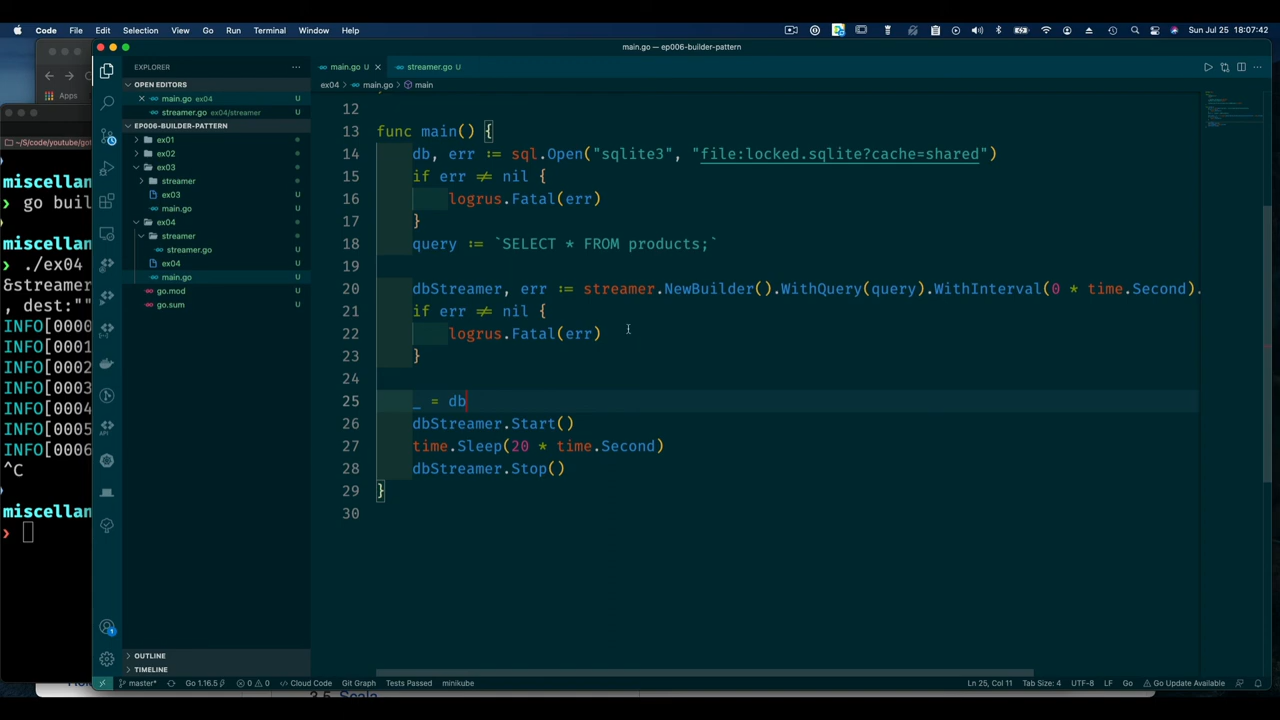 Code File Edit Selection View Go Run Terminal Window Help Sun Jul 25 18:07:42
main.go — ep006-builder-pattern
EXPLORER
OPEN EDITORS
main.go ex04 U
streamer.go ex04/streamer U
EP006-BUILDER-PATTERN
ex01
ex02
ex03
streamer
ex03 U
main.go U
ex04
streamer
streamer.go U
ex04 U
main.go U
go.mod U
go.sum U
OUTLINE
TIMELINE
main.go U
streamer.go U
ex04 > main.go > main
12
13 func main() {
14 db, err := sql.Open("sqlite3", "file:locked.sqlite?cache=shared")
15 if err ≠ nil {
16 logrus.Fatal(err)
17 }
18 query := `SELECT * FROM products;`
19
20 dbStreamer, err := streamer.NewBuilder().WithQuery(query).WithInterval(0 * time.Second).
21 if err ≠ nil {
22 logrus.Fatal(err)
23 }
24
25 _ = db
26 dbStreamer.Start()
27 time.Sleep(20 * time.Second)
28 dbStreamer.Stop()
29 }
30
Apps
~/S/code/youtube/go
miscellan
❯ go buil
miscellan
❯ ./ex04
&streamer
, dest:""
INFO[0000
INFO[0001
INFO[0002
INFO[0003
INFO[0004
INFO[0005
INFO[0006
^C
miscellan
❯
3.5 Scala
master* Go 1.16.5 0 0 Cloud Code Git Graph Tests Passed minikube Ln 25, Col 11 Tab Size: 4 UTF-8 LF Go Go Update Available